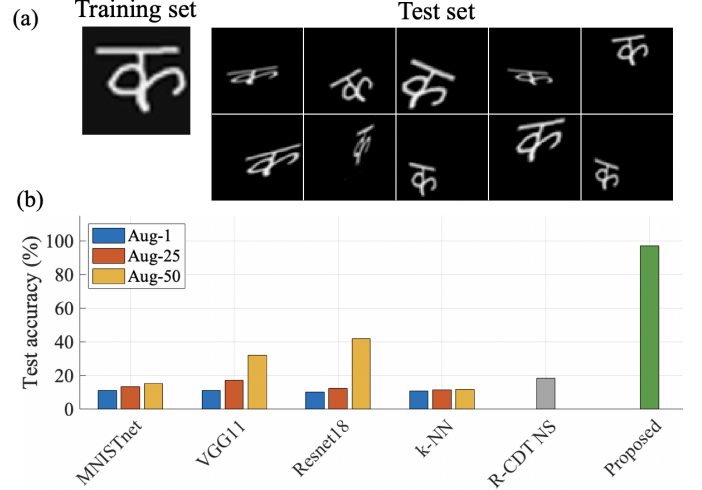 (a)
Training set
Test set
क
क क क क क
क क क क क
(b)
Test accuracy (%)
100
80
60
40
20
0
Aug-1
Aug-25
Aug-50
MNISTnet
VGG11
Resnet18
k-NN
R-CDT NS
Proposed